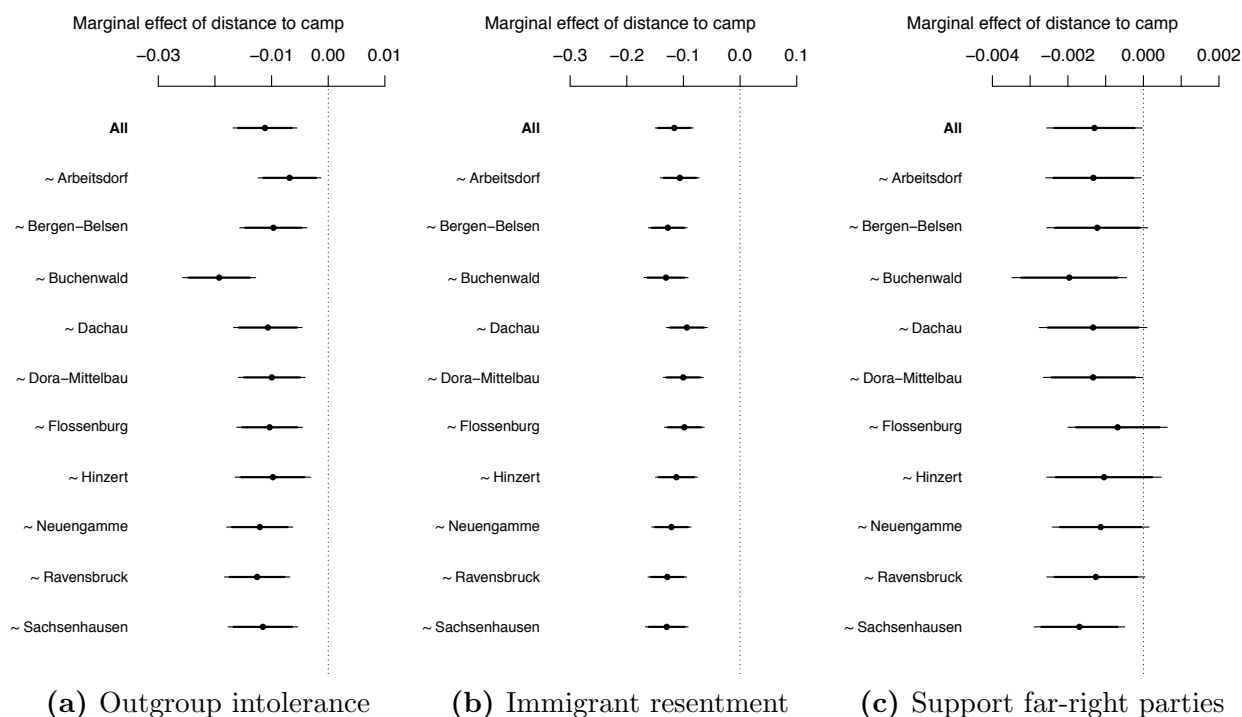 Marginal effect of distance to camp
−0.03 −0.01 0.00 0.01
All
~ Arbeitsdorf
~ Bergen−Belsen
~ Buchenwald
~ Dachau
~ Dora−Mittelbau
~ Flossenburg
~ Hinzert
~ Neuengamme
~ Ravensbruck
~ Sachsenhausen
(a) Outgroup intolerance
Marginal effect of distance to camp
−0.3 −0.2 −0.1 0.0 0.1
All
~ Arbeitsdorf
~ Bergen−Belsen
~ Buchenwald
~ Dachau
~ Dora−Mittelbau
~ Flossenburg
~ Hinzert
~ Neuengamme
~ Ravensbruck
~ Sachsenhausen
(b) Immigrant resentment
Marginal effect of distance to camp
−0.004 −0.002 0.000 0.002
All
~ Arbeitsdorf
~ Bergen−Belsen
~ Buchenwald
~ Dachau
~ Dora−Mittelbau
~ Flossenburg
~ Hinzert
~ Neuengamme
~ Ravensbruck
~ Sachsenhausen
(c) Support far-right parties